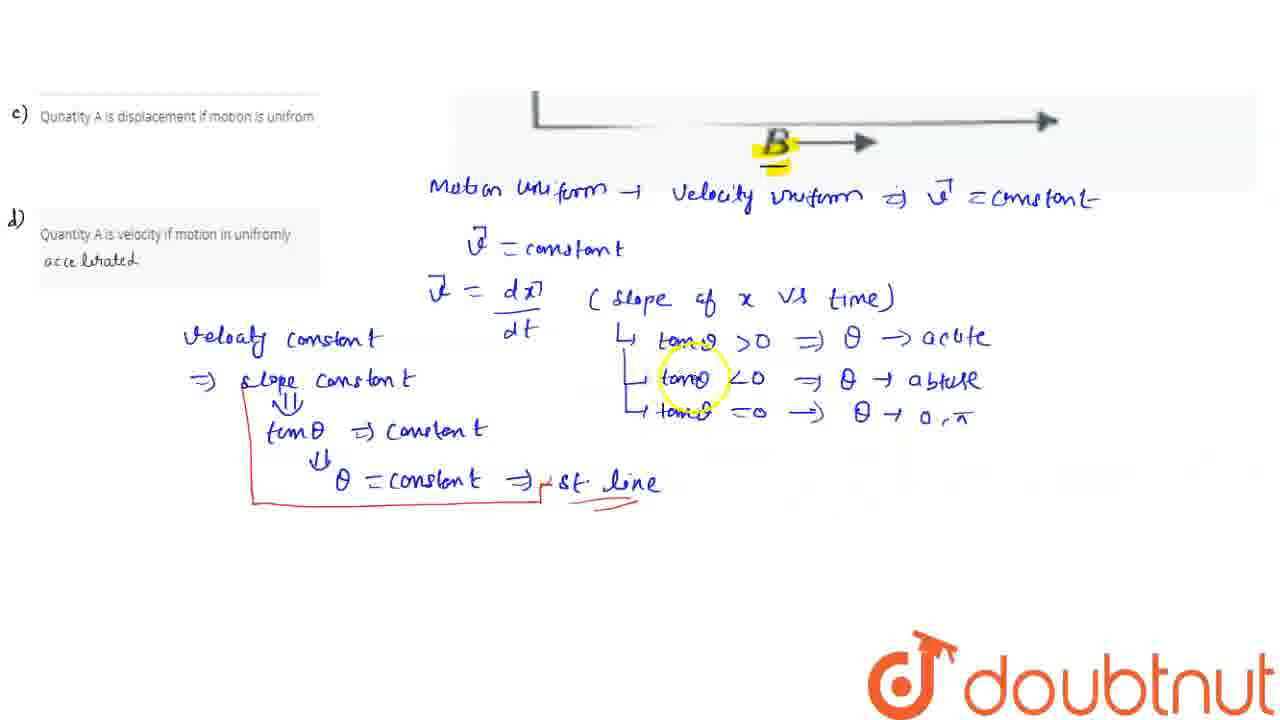 c) Qunatity A is displacement if motion is unifrom
B
Motion uniform → velocity uniform ⇒ v⃗ = constant
d) Quantity A is velocity if motion in unifromly
accelerated
v⃗ = constant
v⃗ = dx⃗/dt (slope of x vs time)
velocity constant
↳ tanθ > 0 ⇒ θ → acute
⇒ slope constant
↳ tanθ < 0 ⇒ θ → obtuse
↳ tanθ = 0 → θ → 0, π
⇓
tanθ ⇒ constant
⇓
θ = constant ⇒ st. line
doubtnut